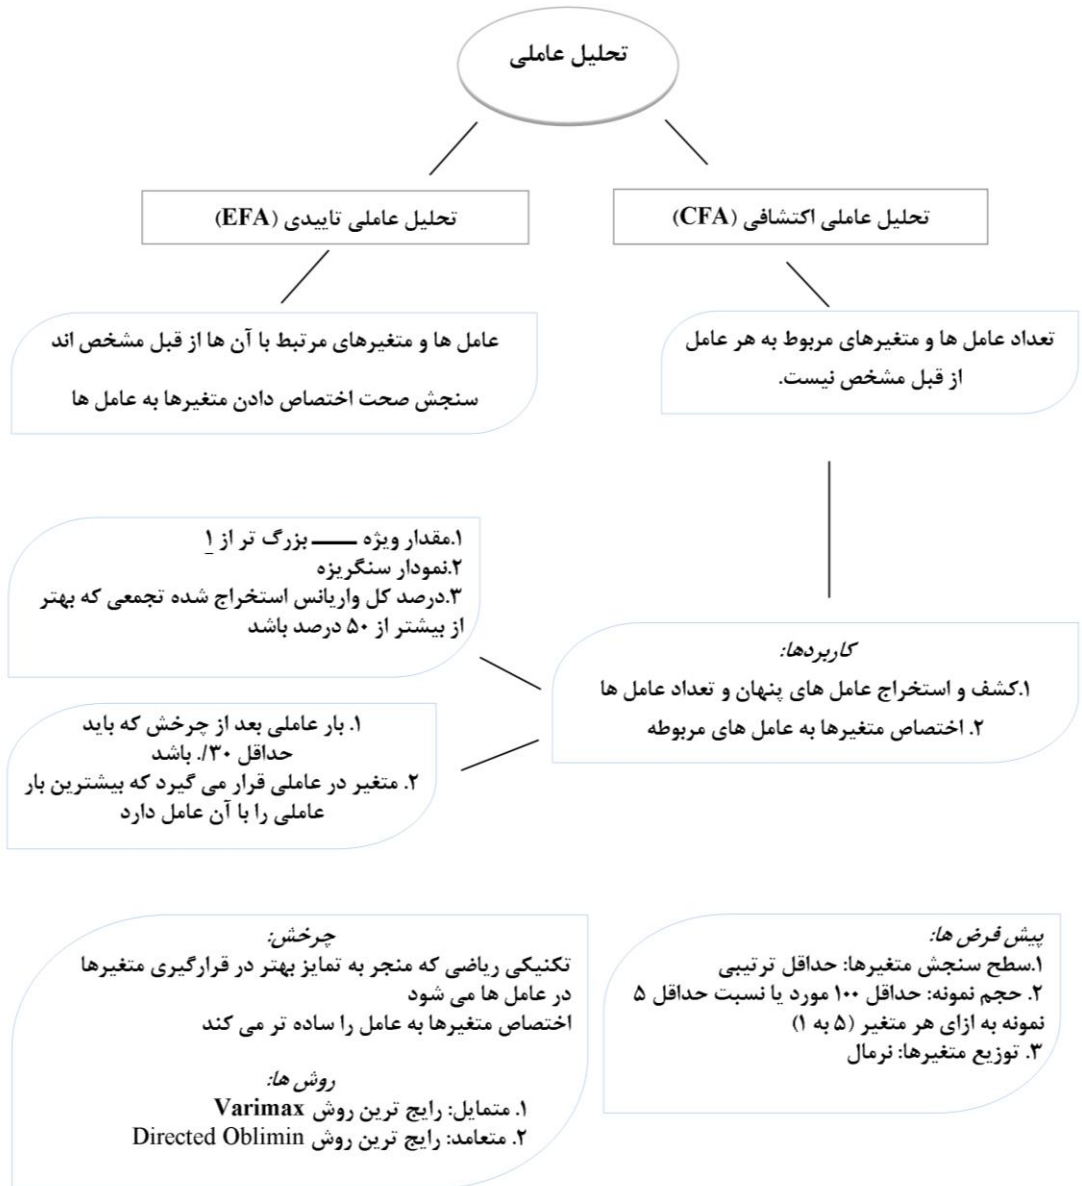 تحلیل عاملی
تحلیل عاملی اکتشافی (CFA)
تحلیل عاملی تاییدی (EFA)
تعداد عامل ها و متغیرهای مربوط به هر عامل
از قبل مشخص نیست.
عامل ها و متغیرهای مرتبط با آن ها از قبل مشخص اند
سنجش صحت اختصاص دادن متغیرها به عامل ها
کاربردها:
۱.کشف و استخراج عامل های پنهان و تعداد عامل ها
۲. اختصاص متغیرها به عامل های مربوطه
۱.مقدار ویژه ــــــ بزرگ تر از ۱
۲.نمودار سنگریزه
۳.درصد کل واریانس استخراج شده تجمعی که بهتر
از بیشتر از ۵۰ درصد باشد
۱. بار عاملی بعد از چرخش که باید
حداقل ۳۰/. باشد
۲. متغیر در عاملی قرار می گیرد که بیشترین بار
عاملی را با آن عامل دارد
پیش فرض ها:
۱.سطح سنجش متغیرها: حداقل ترتیبی
۲. حجم نمونه: حداقل ۱۰۰ مورد یا نسبت حداقل ۵
نمونه به ازای هر متغیر (۵ به ۱)
۳. توزیع متغیرها: نرمال
چرخش:
تکنیکی ریاضی که منجر به تمایز بهتر در قرارگیری متغیرها
در عامل ها می شود
اختصاص متغیرها به عامل را ساده تر می کند
روش ها:
۱. متمایل: رایج ترین روش Varimax
۲. متعامد: رایج ترین روش Directed Oblimin